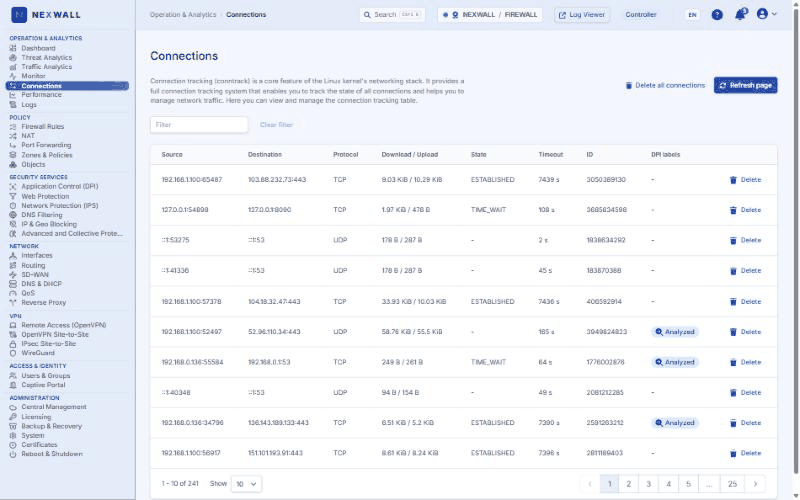 NEXWALL
Operation & Analytics › Connections
Search Ctrl K
NEXWALL / FIREWALL
Log Viewer
Controller
EN
OPERATION & ANALYTICS
Dashboard
Threat Analytics
Traffic Analytics
Monitor
Connections
Performance
Logs
POLICY
Firewall Rules
NAT
Port Forwarding
Zones & Policies
Objects
SECURITY SERVICES
Application Control (DPI)
Web Protection
Network Protection (IPS)
DNS Filtering
IP & Geo Blocking
Advanced and Collective Prote...
NETWORK
Interfaces
Routing
SD-WAN
DNS & DHCP
QoS
Reverse Proxy
VPN
Remote Access (OpenVPN)
OpenVPN Site-to-Site
IPsec Site-to-Site
WireGuard
ACCESS & IDENTITY
Users & Groups
Captive Portal
ADMINISTRATION
Central Management
Licensing
Backup & Recovery
System
Certificates
Reboot & Shutdown
Connections
Connection tracking (conntrack) is a core feature of the Linux kernel's networking stack. It provides a
full connection tracking system that enables you to track the state of all connections and helps you to
manage network traffic. Here you can view and manage the connection tracking table.
Delete all connections
Refresh page
Filter
Clear filter
Source Destination Protocol Download / Upload State Timeout ID DPI labels
192.168.1.100:65487 103.88.232.73:443 TCP 9.03 KiB / 10.29 KiB ESTABLISHED 7439 s 3050389130 - Delete
127.0.0.1:54898 127.0.0.1:8090 TCP 1.97 KiB / 478 B TIME_WAIT 108 s 3685834598 - Delete
::1:53275 ::1:53 UDP 178 B / 287 B - 2 s 1838634292 - Delete
::1:41336 ::1:53 UDP 178 B / 287 B - 45 s 183870388 - Delete
192.168.1.100:57378 104.18.32.47:443 TCP 33.93 KiB / 10.03 KiB ESTABLISHED 7436 s 406592914 - Delete
192.168.1.100:52497 52.96.110.34:443 UDP 58.76 KiB / 55.5 KiB - 165 s 3949824823 Analyzed Delete
192.168.0.136:55584 192.168.0.1:53 TCP 249 B / 261 B TIME_WAIT 64 s 1776002876 Analyzed Delete
::1:40348 ::1:53 UDP 94 B / 154 B - 49 s 2081212285 - Delete
192.168.0.136:34796 136.143.189.133:443 TCP 6.51 KiB / 5.2 KiB ESTABLISHED 7390 s 2591263212 Analyzed Delete
192.168.1.100:56917 151.101.193.91:443 TCP 8.61 KiB / 8.24 KiB ESTABLISHED 7396 s 2811189403 - Delete
1 - 10 of 241 Show 10
‹ 1 2 3 4 5 ... 25 ›